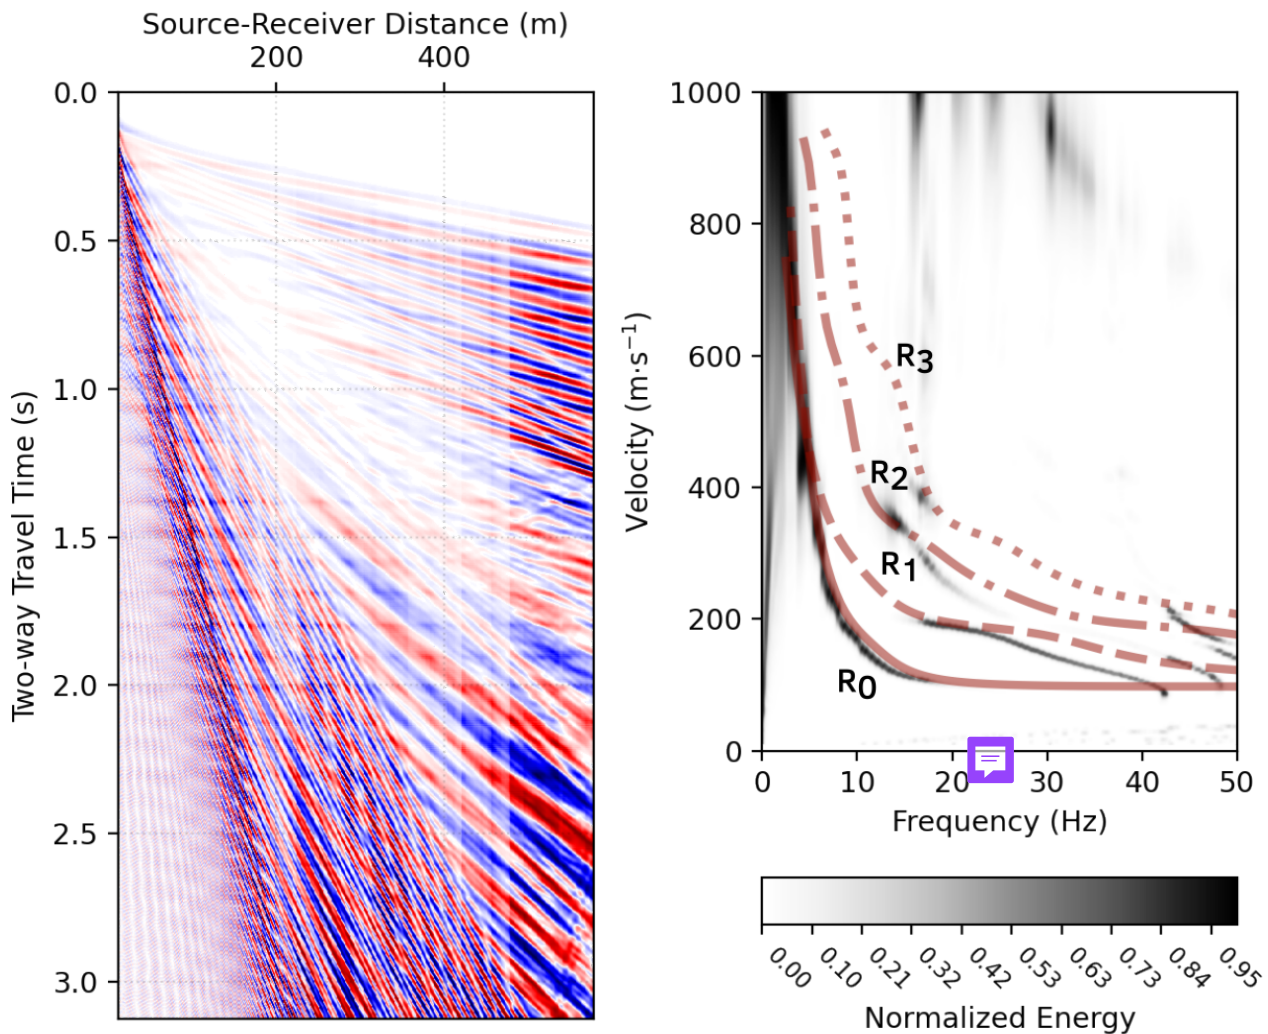 Source-Receiver Distance (m)
200 400
0.0
0.5
1.0
1.5
2.0
2.5
3.0
Two-way Travel Time (s)
1000
800
600
400
200
0
Velocity (m·s⁻¹)
R3
R2
R1
R0
0 10 20 30 40 50
Frequency (Hz)
0.00 0.10 0.21 0.32 0.42 0.53 0.63 0.73 0.84 0.95
Normalized Energy